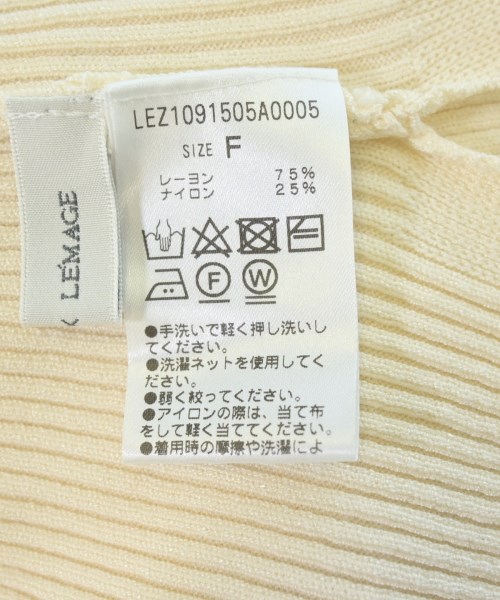 LEZ1091505A0005
SIZE F
レーヨン 75%
ナイロン 25%
F W
●手洗いで軽く押し洗いし
てください。
●洗濯ネットを使用してく
ださい。
●弱く絞ってください。
●アイロンの際は、当て布
をして軽く当ててください。
●着用時の摩擦や洗濯によ
LEMAGE